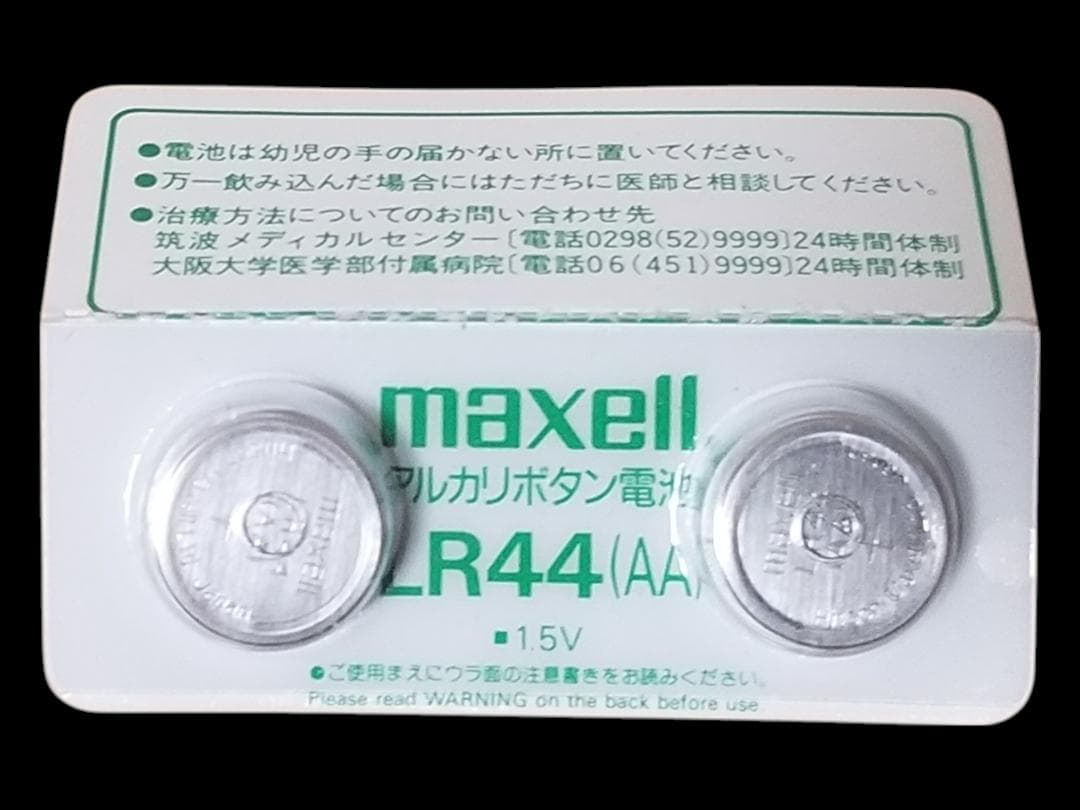 ●電池は幼児の手の届かない所に置いてください。
●万一飲み込んだ場合にはただちに医師と相談してください。
●治療方法についてのお問い合わせ先
筑波メディカルセンター〔電話0298(52)9999〕24時間体制
大阪大学医学部付属病院〔電話06(451)9999〕24時間体制
maxell
アルカリボタン電池
LR44(AA)
maxell
maxell
■1.5V
●ご使用まえにウラ面の注意書きをお読みください。
Please read WARNING on the back before use